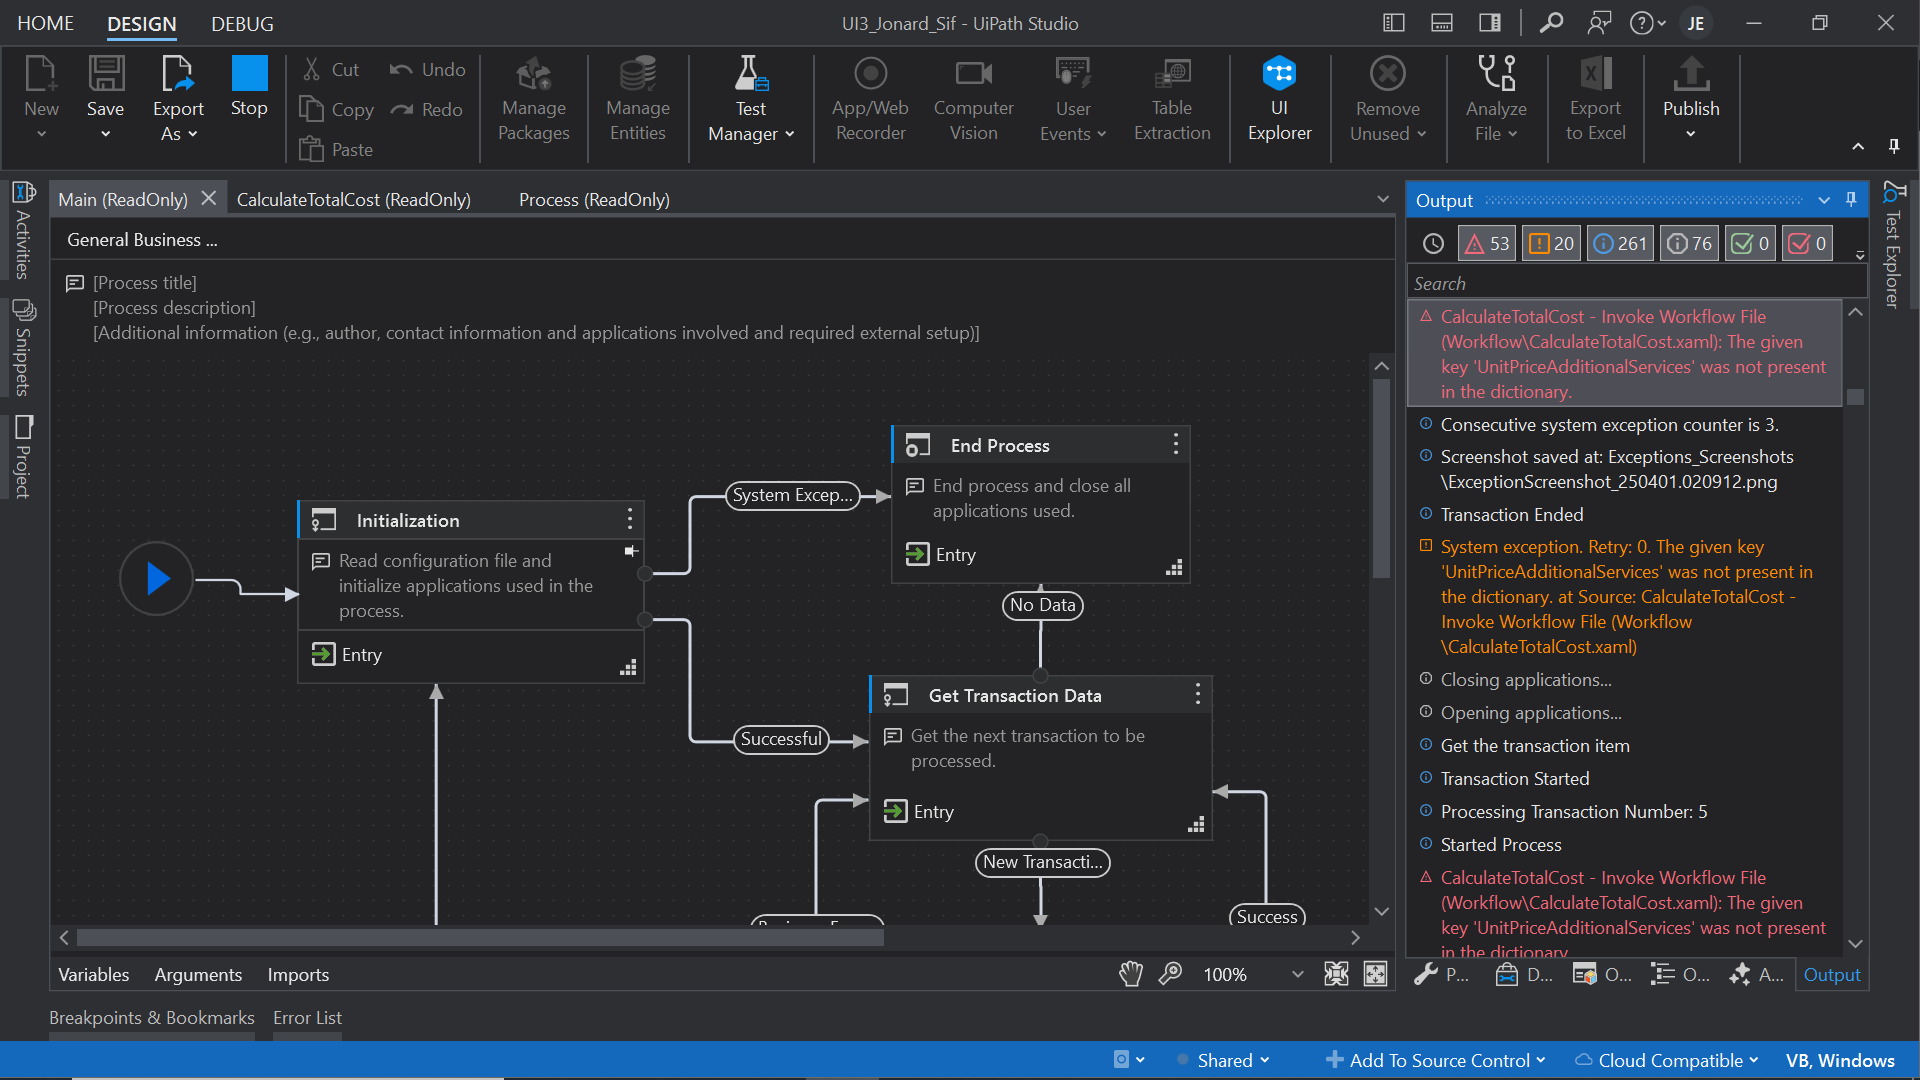 HOME DESIGN DEBUG UI3_Jonard_Sif - UiPath Studio JE
New Save Export As Stop Cut Copy Paste Undo Redo
Manage Packages
Manage Entities
Test Manager
App/Web Recorder
Computer Vision
User Events
Table Extraction
UI Explorer
Remove Unused
Analyze File
Export to Excel
Publish
Activities
Snippets
Project
Main (ReadOnly) CalculateTotalCost (ReadOnly) Process (ReadOnly)
General Business ...
[Process title]
[Process description]
[Additional information (e.g., author, contact information and applications involved and required external setup)]
Initialization
Read configuration file and
initialize applications used in the
process.
Entry
System Excep...
Successful
End Process
End process and close all
applications used.
Entry
No Data
Get Transaction Data
Get the next transaction to be
processed.
Entry
New Transacti...
Success
Variables Arguments Imports 100%
Breakpoints & Bookmarks Error List
Output
53 20 261 76 0 0
Search
CalculateTotalCost - Invoke Workflow File
(Workflow\CalculateTotalCost.xaml): The given
key 'UnitPriceAdditionalServices' was not present
in the dictionary.
Consecutive system exception counter is 3.
Screenshot saved at: Exceptions_Screenshots
\ExceptionScreenshot_250401.020912.png
Transaction Ended
System exception. Retry: 0. The given key
'UnitPriceAdditionalServices' was not present in
the dictionary. at Source: CalculateTotalCost -
Invoke Workflow File (Workflow
\CalculateTotalCost.xaml)
Closing applications...
Opening applications...
Get the transaction item
Transaction Started
Processing Transaction Number: 5
Started Process
CalculateTotalCost - Invoke Workflow File
(Workflow\CalculateTotalCost.xaml): The given
key 'UnitPriceAdditionalServices' was not present
in the dictionary
P... D... O... O... A... Output
Test Explorer
Shared Add To Source Control Cloud Compatible VB, Windows